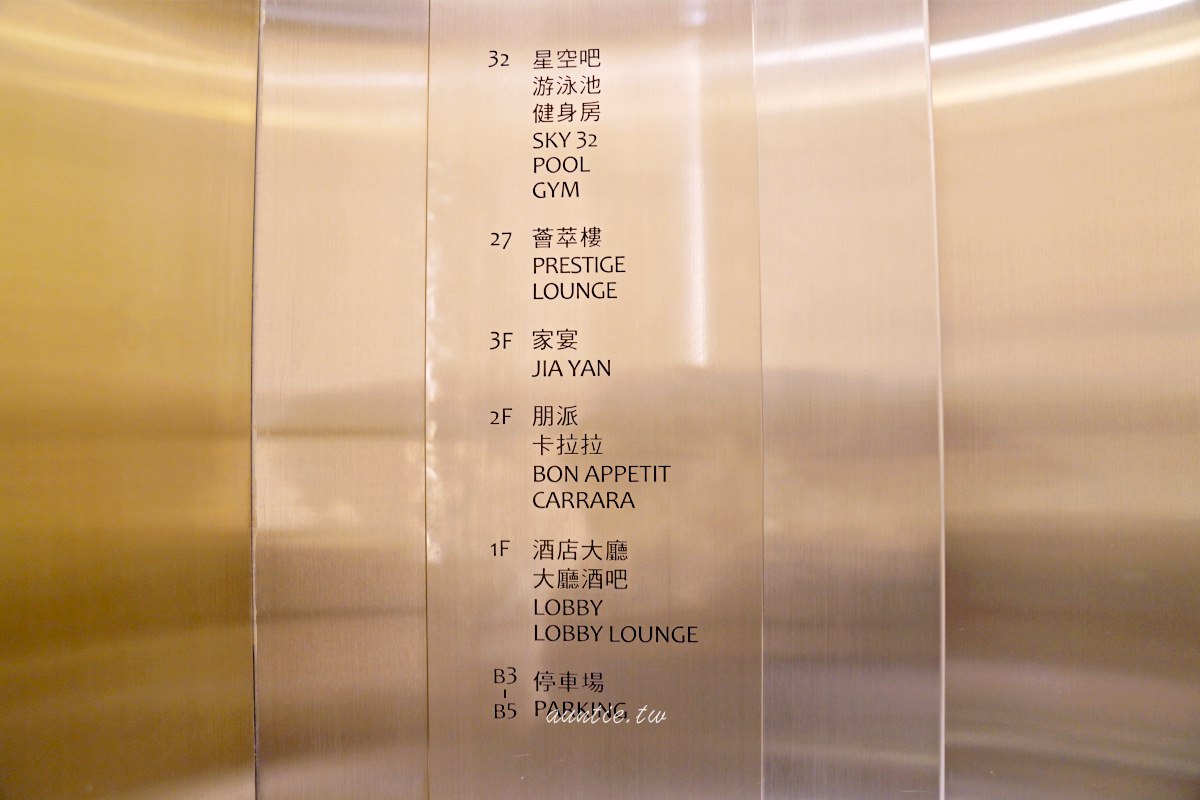 32 星空吧
游泳池
健身房
SKY 32
POOL
GYM
27 薈萃樓
PRESTIGE
LOUNGE
3F 家宴
JIA YAN
2F 朋派
卡拉拉
BON APPETIT
CARRARA
1F 酒店大廳
大廳酒吧
LOBBY
LOBBY LOUNGE
B3 - B5 停車場
PARKING
auntie.tw